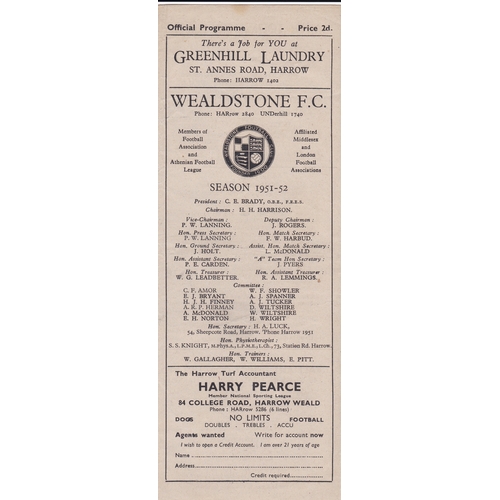 Official Programme - - Price 2d.
There's a Job for YOU at
GREENHILL LAUNDRY
ST. ANNES ROAD, HARROW
Phone: HARROW 1402
WEALDSTONE F.C.
Phone: HARrow 1840 UNDerhill 1740
Members of Football Association and Athenian Football League
Affiliated Middlesex and London Football Associations
WEALDSTONE FOOTBALL
SEASON 1951-52
President: C. E. BRADY, O.B.E., F.R.E.S.
Chairman: H. H. HARRISON.
Vice-Chairman: Deputy Chairman:
P. W. LANNING. J. ROGERS.
Hon. Press Secretary: Hon. Match Secretary:
P. W. LANNING F. W. HARBUD.
Hon. Ground Secretary: Assist. Hon. Match Secretary:
J. HOLT. L. McDONALD
Hon. Assistant Secretary: "A" Team Hon Secretary:
P. E. CARDEN. J. PYERS
Hon. Treasurer: Hon. Assistant Treasurer:
W. G. LEADBETTER. R. A. LEMMINGS.
Committee:
C. F. AMOR W. F. SHOWLER
E. J. BRYANT A. J. SPANNER
H. J. H. FINNEY A. J. TUCKER
A. R. P. HERMAN D. WILTSHIRE
A. McDONALD W. WILTSHIRE
E. H. NORTON H. WRIGHT
Hon. Secretary: H. A. LUCK,
54, Sheepcote Road, Harrow. 'Phone Harrow 1951
Hon. Physiotherapist:
S. S. KNIGHT, M.Phys.A., L.P.M.E., L.Ch., 73, Station Rd. Harrow.
Hon. Trainers:
W. GALLAGHER, W. WILLIAMS, E. PITT.
The Harrow Turf Accountant
HARRY PEARCE
Member National Sporting League
84 COLLEGE ROAD, HARROW WEALD
Phone: HARrow 5286 (6 lines)
DOGS NO LIMITS FOOTBALL
DOUBLES . TREBLES . ACCU
Agents wanted Write for account now
I wish to open a Credit Account. I am over 21 years of age
Name
Address
Credit required